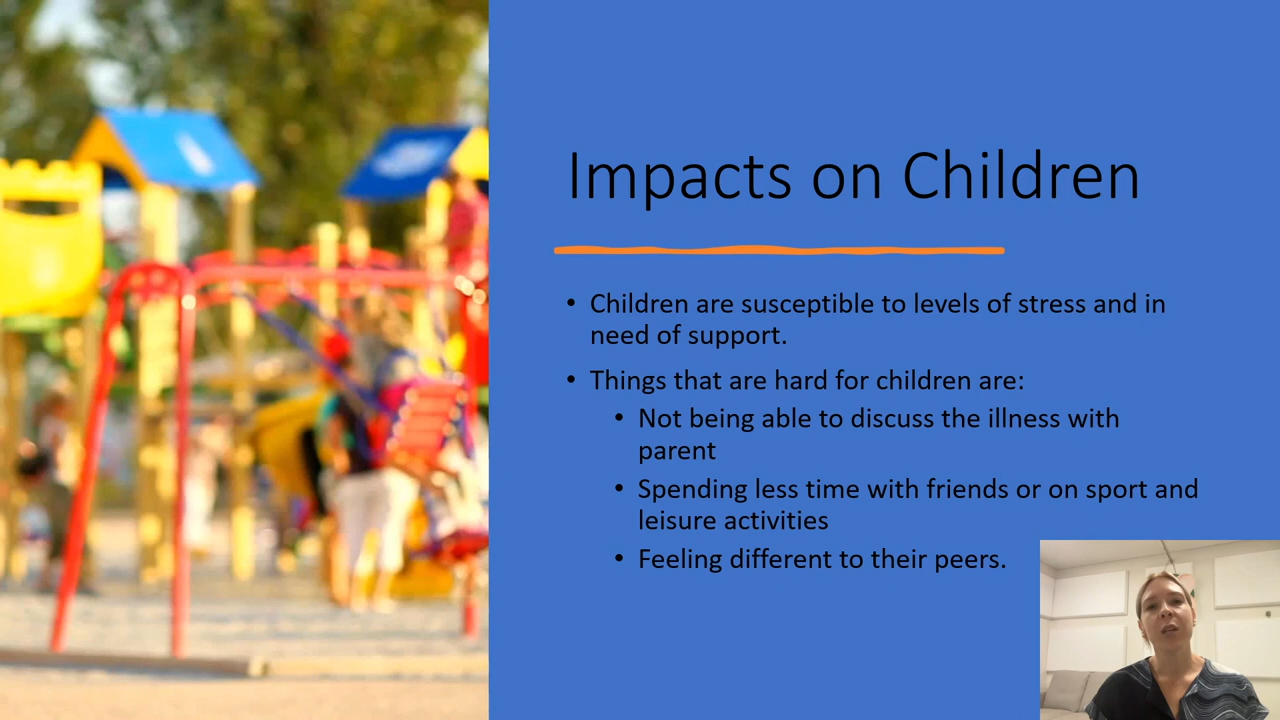 Impacts on Children
• Children are susceptible to levels of stress and in
need of support.
• Things that are hard for children are:
• Not being able to discuss the illness with
parent
• Spending less time with friends or on sport and
leisure activities
• Feeling different to their peers.